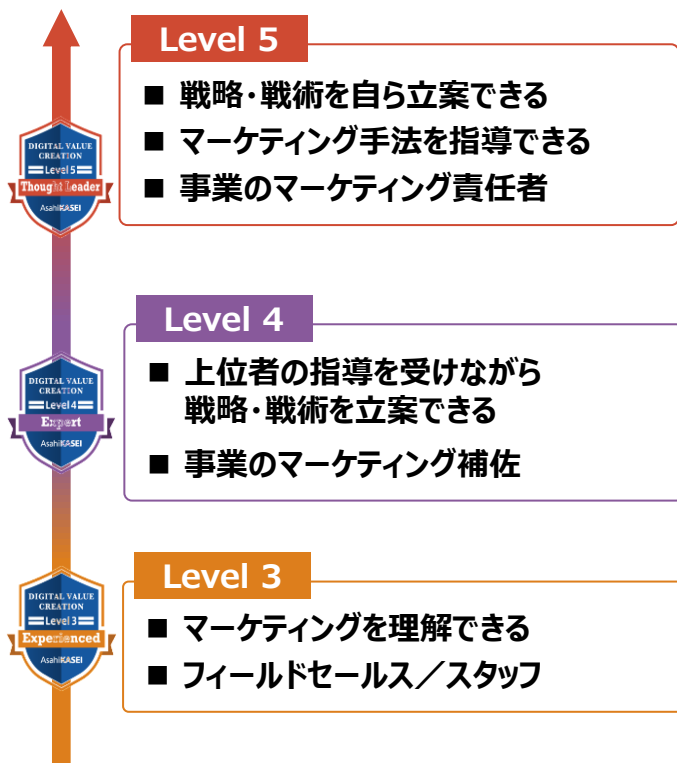 Level 5
■ 戦略・戦術を自ら立案できる
■ マーケティング手法を指導できる
■ 事業のマーケティング責任者
DIGITAL VALUE
CREATION
Level 5
Thought Leader
AsahiKASEI
Level 4
■ 上位者の指導を受けながら
戦略・戦術を立案できる
■ 事業のマーケティング補佐
DIGITAL VALUE
CREATION
Level 4
Expert
AsahiKASEI
Level 3
■ マーケティングを理解できる
■ フィールドセールス／スタッフ
DIGITAL VALUE
CREATION
Level 3
Experienced
AsahiKASEI